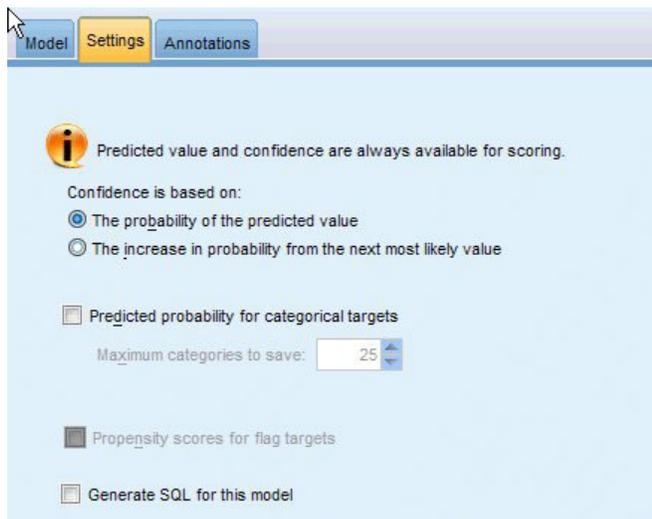 Model Settings Annotations
Predicted value and confidence are always available for scoring.
Confidence is based on:
The probability of the predicted value
The increase in probability from the next most likely value
Predicted probability for categorical targets
Maximum categories to save: 25
Propensity scores for flag targets
Generate SQL for this model